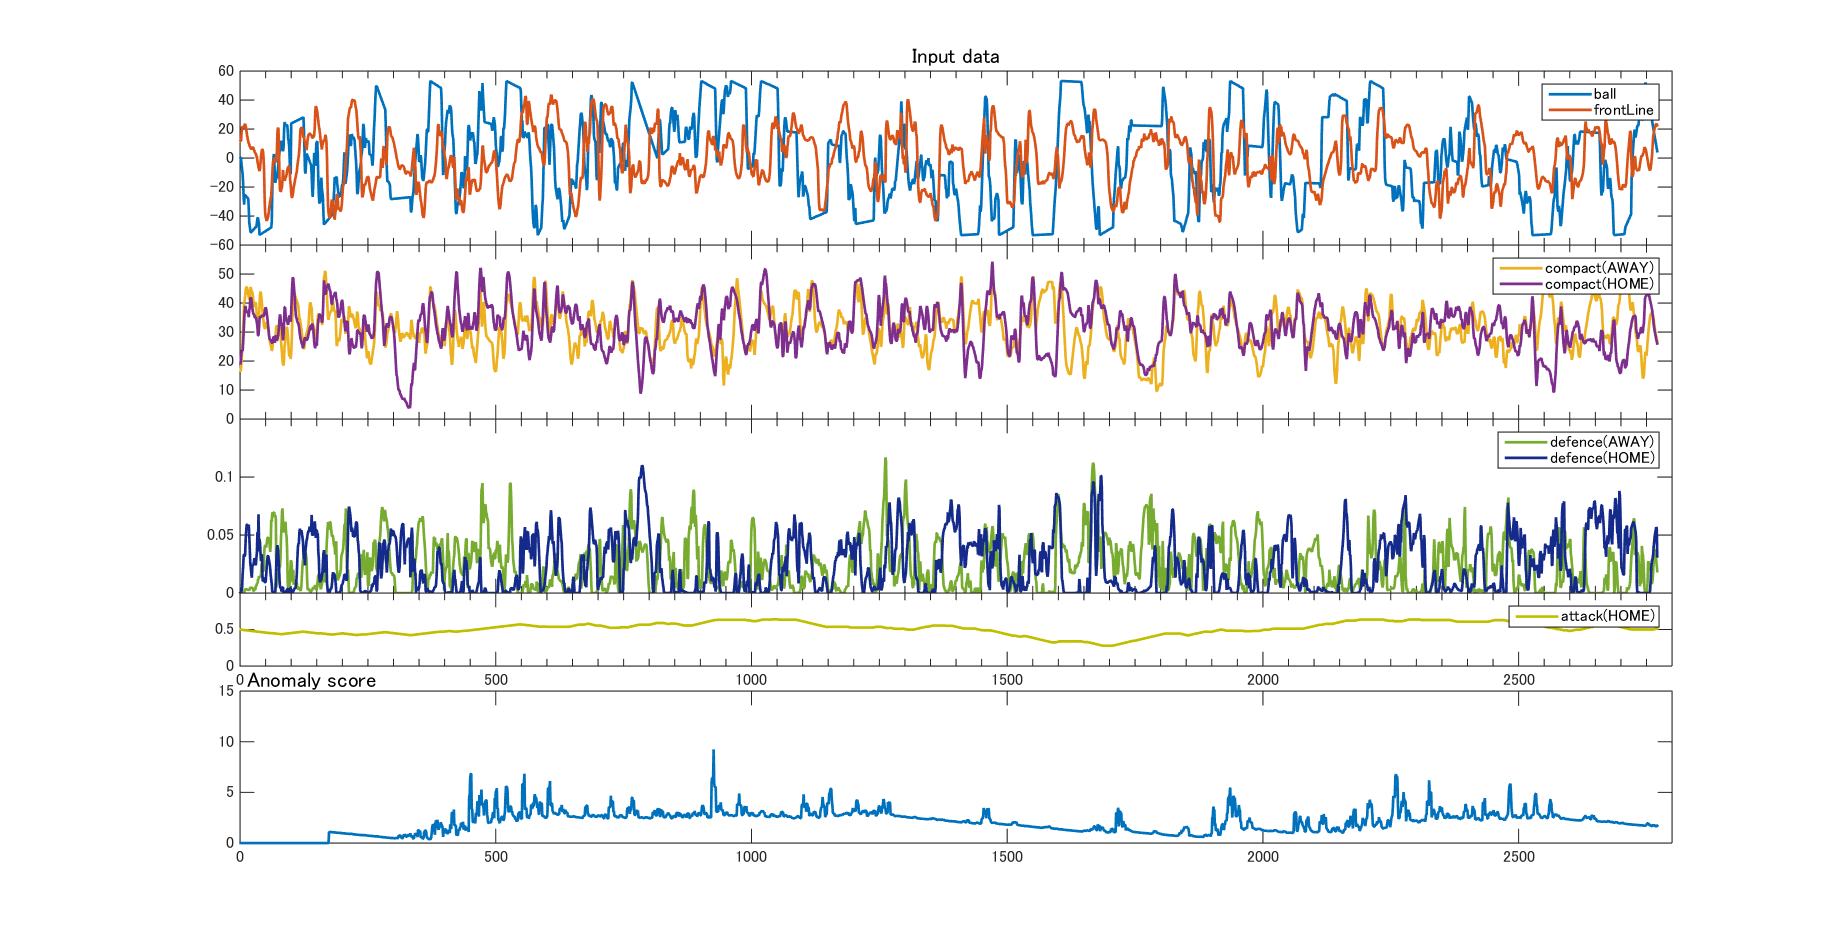 Input data
60
40
20
0
−20
−40
−60
ball
frontLine
50
40
30
20
10
0
compact(AWAY)
compact(HOME)
0.1
0.05
0
defence(AWAY)
defence(HOME)
0.5
0
attack(HOME)
0 500 1000 1500 2000 2500
Anomaly score
15
10
5
0
0 500 1000 1500 2000 2500